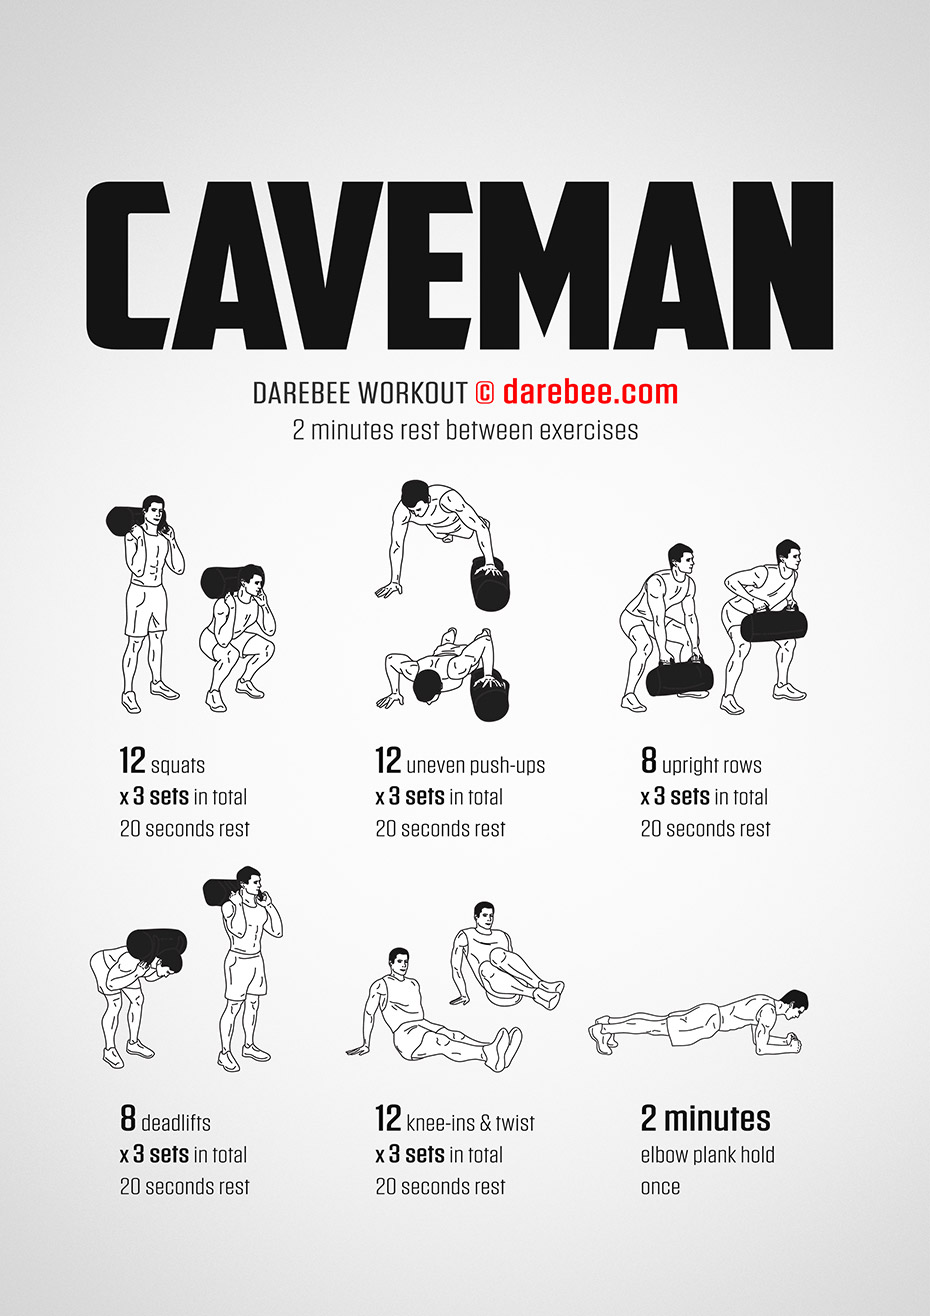 CAVEMAN
DAREBEE WORKOUT © darebee.com
2 minutes rest between exercises
12 squats
x 3 sets in total
20 seconds rest
12 uneven push-ups
x 3 sets in total
20 seconds rest
8 upright rows
x 3 sets in total
20 seconds rest
8 deadlifts
x 3 sets in total
20 seconds rest
12 knee-ins & twist
x 3 sets in total
20 seconds rest
2 minutes
elbow plank hold
once